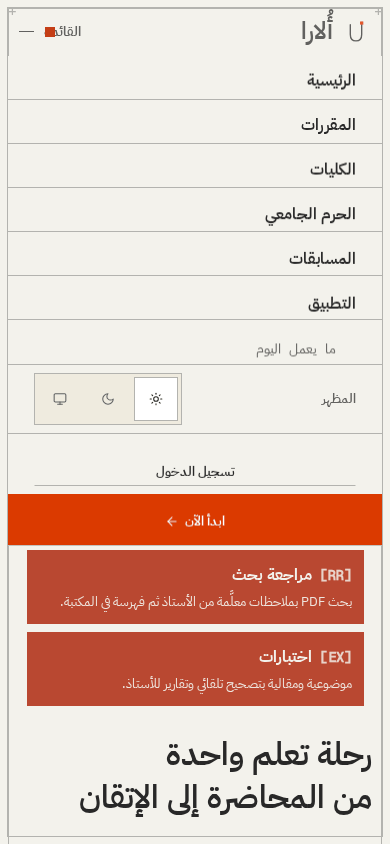 ألارا
القائمة
الرئيسية
المقررات
الكليات
الحرم الجامعي
المسابقات
التطبيق
ما يعمل اليوم
المظهر
تسجيل الدخول
ابدأ الآن ←
[RR] مراجعة بحث
بحث PDF بملاحظات معلَّمة من الأستاذ ثم فهرسة في المكتبة.
[EX] اختبارات
موضوعية ومقالية بتصحيح تلقائي وتقارير للأستاذ.
رحلة تعلم واحدة
من المحاضرة إلى الإتقان